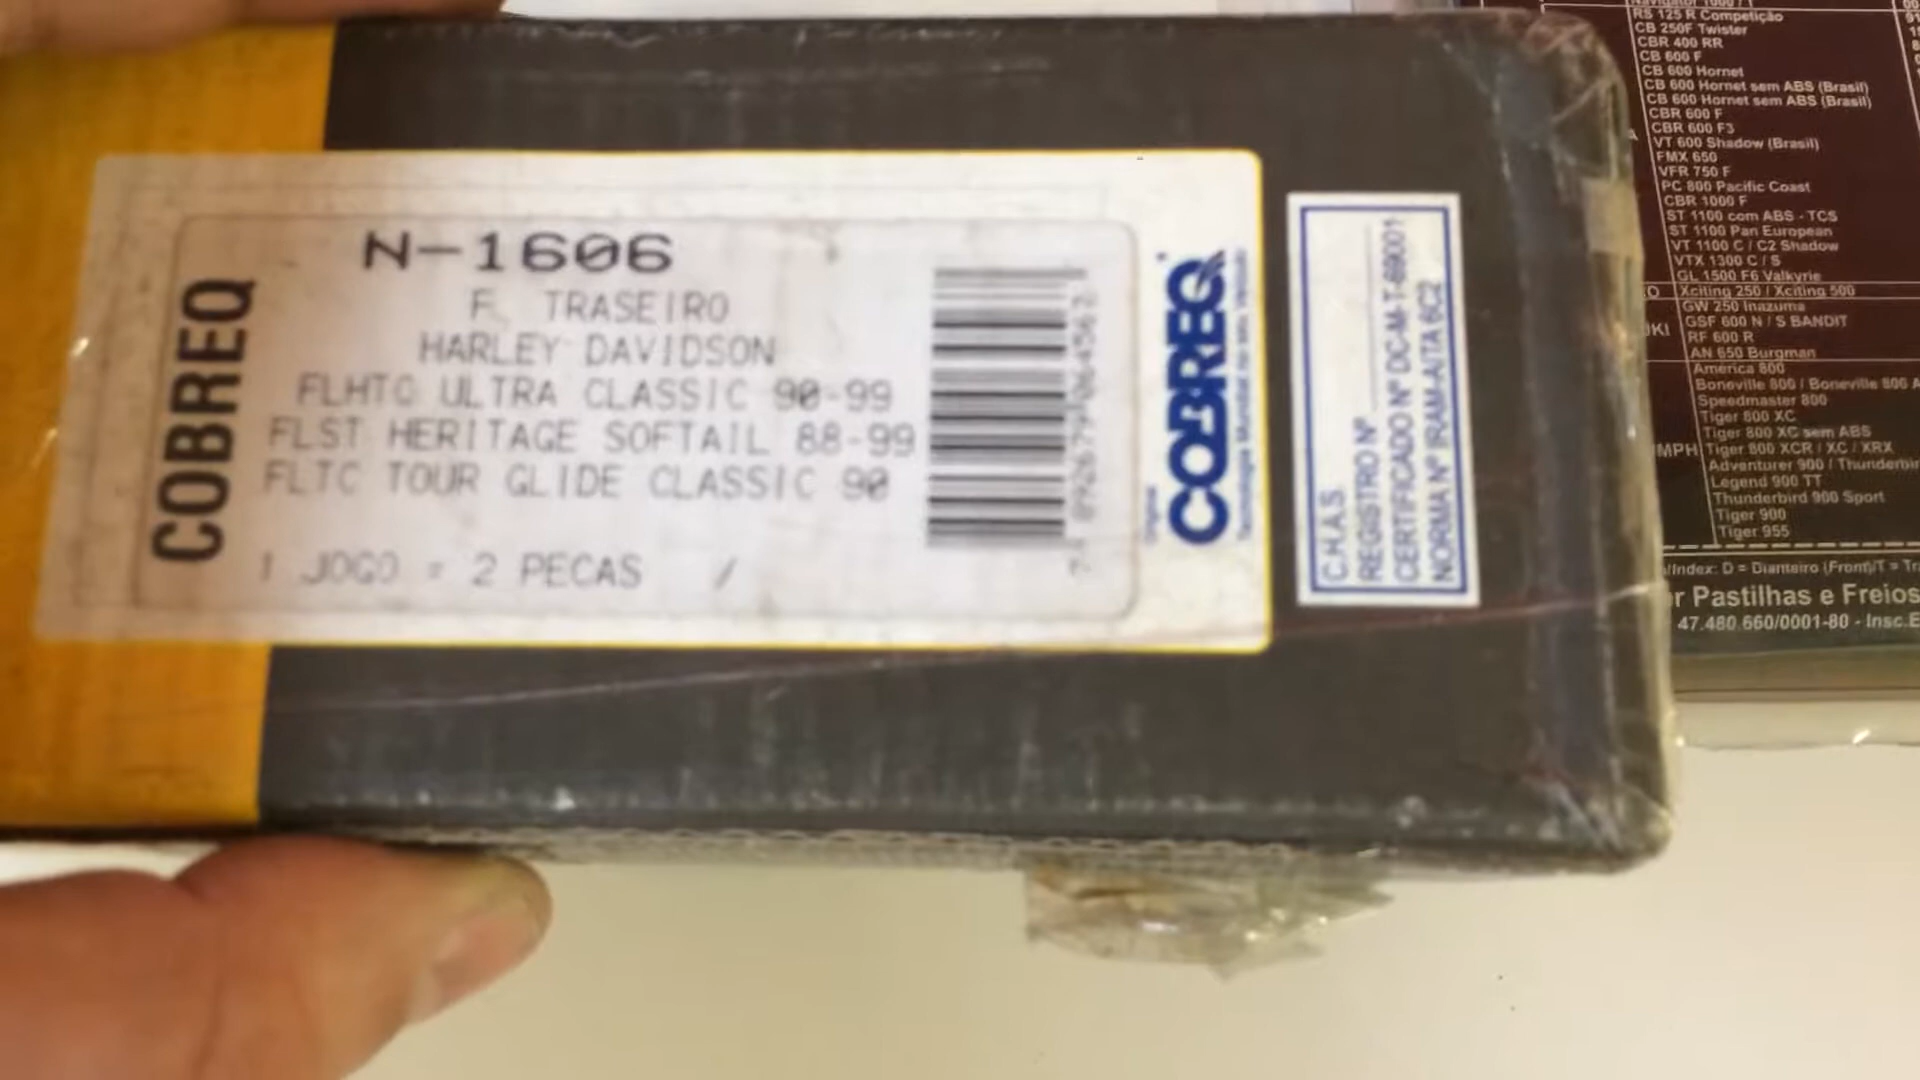 COBREQ
N-1606
F. TRASEIRO
HARLEY DAVIDSON
FLHTC ULTRA CLASSIC 90-99
FLST HERITAGE SOFTAIL 88-99
FLTC TOUR GLIDE CLASSIC 90
1 JOGO = 2 PECAS /
COBREQ
C.H.A.S
REGISTRO Nº
CERTIFICADO Nº DC-M-T-69001
NORMA Nº IRAM-AITA 6C2
RS 125 R Competição
CB 250F Twister
CBR 400 RR
CB 600 F
CB 600 Hornet
CB 600 Hornet sem ABS (Brasil)
CB 600 Hornet sem ABS (Brasil)
CBR 600 F
CBR 600 F3
VT 600 Shadow (Brasil)
FMX 650
VFR 750 F
PC 800 Pacific Coast
CBR 1000 F
ST 1100 com ABS - TCS
ST 1100 Pan European
VT 1100 C / C2 Shadow
VTX 1300 C / S
GL 1500 F6 Valkyrie
Xciting 250 / Xciting 500
GW 250 Inazuma
GSF 600 N / S BANDIT
RF 600 R
AN 650 Burgman
America 800
Boneville 800 / Boneville 800 A
Speedmaster 800
Tiger 800 XC
Tiger 800 XC sem ABS
MPH Tiger 800 XCR / XC / XRX
Adventurer 900 / Thunderbir
Legend 900 TT
Thunderbird 900 Sport
Tiger 900
Tiger 955
/Index: D = Dianteiro (Front)/T = Tra
r Pastilhas e Freios
47.480.660/0001-80 - Insc.E